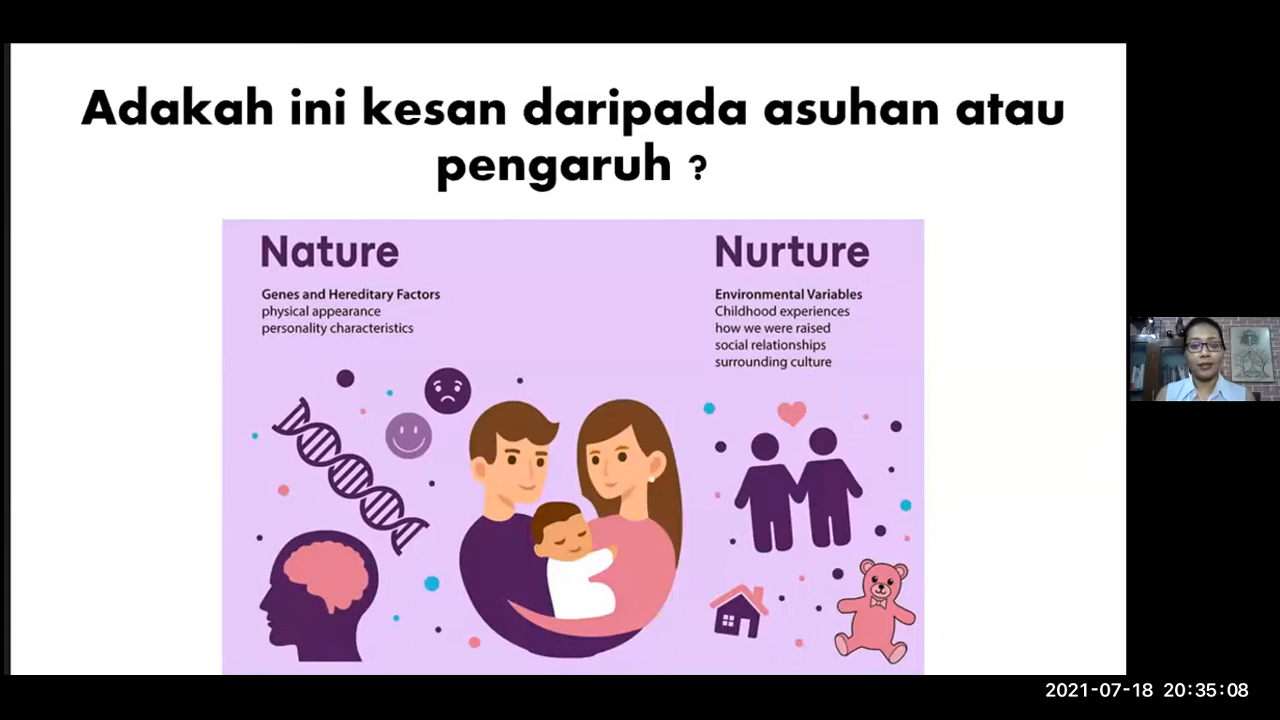 Adakah ini kesan daripada asuhan atau
pengaruh ?
Nature
Genes and Hereditary Factors
physical appearance
personality characteristics
Nurture
Environmental Variables
Childhood experiences
how we were raised
social relationships
surrounding culture
2021-07-18 20:35:08